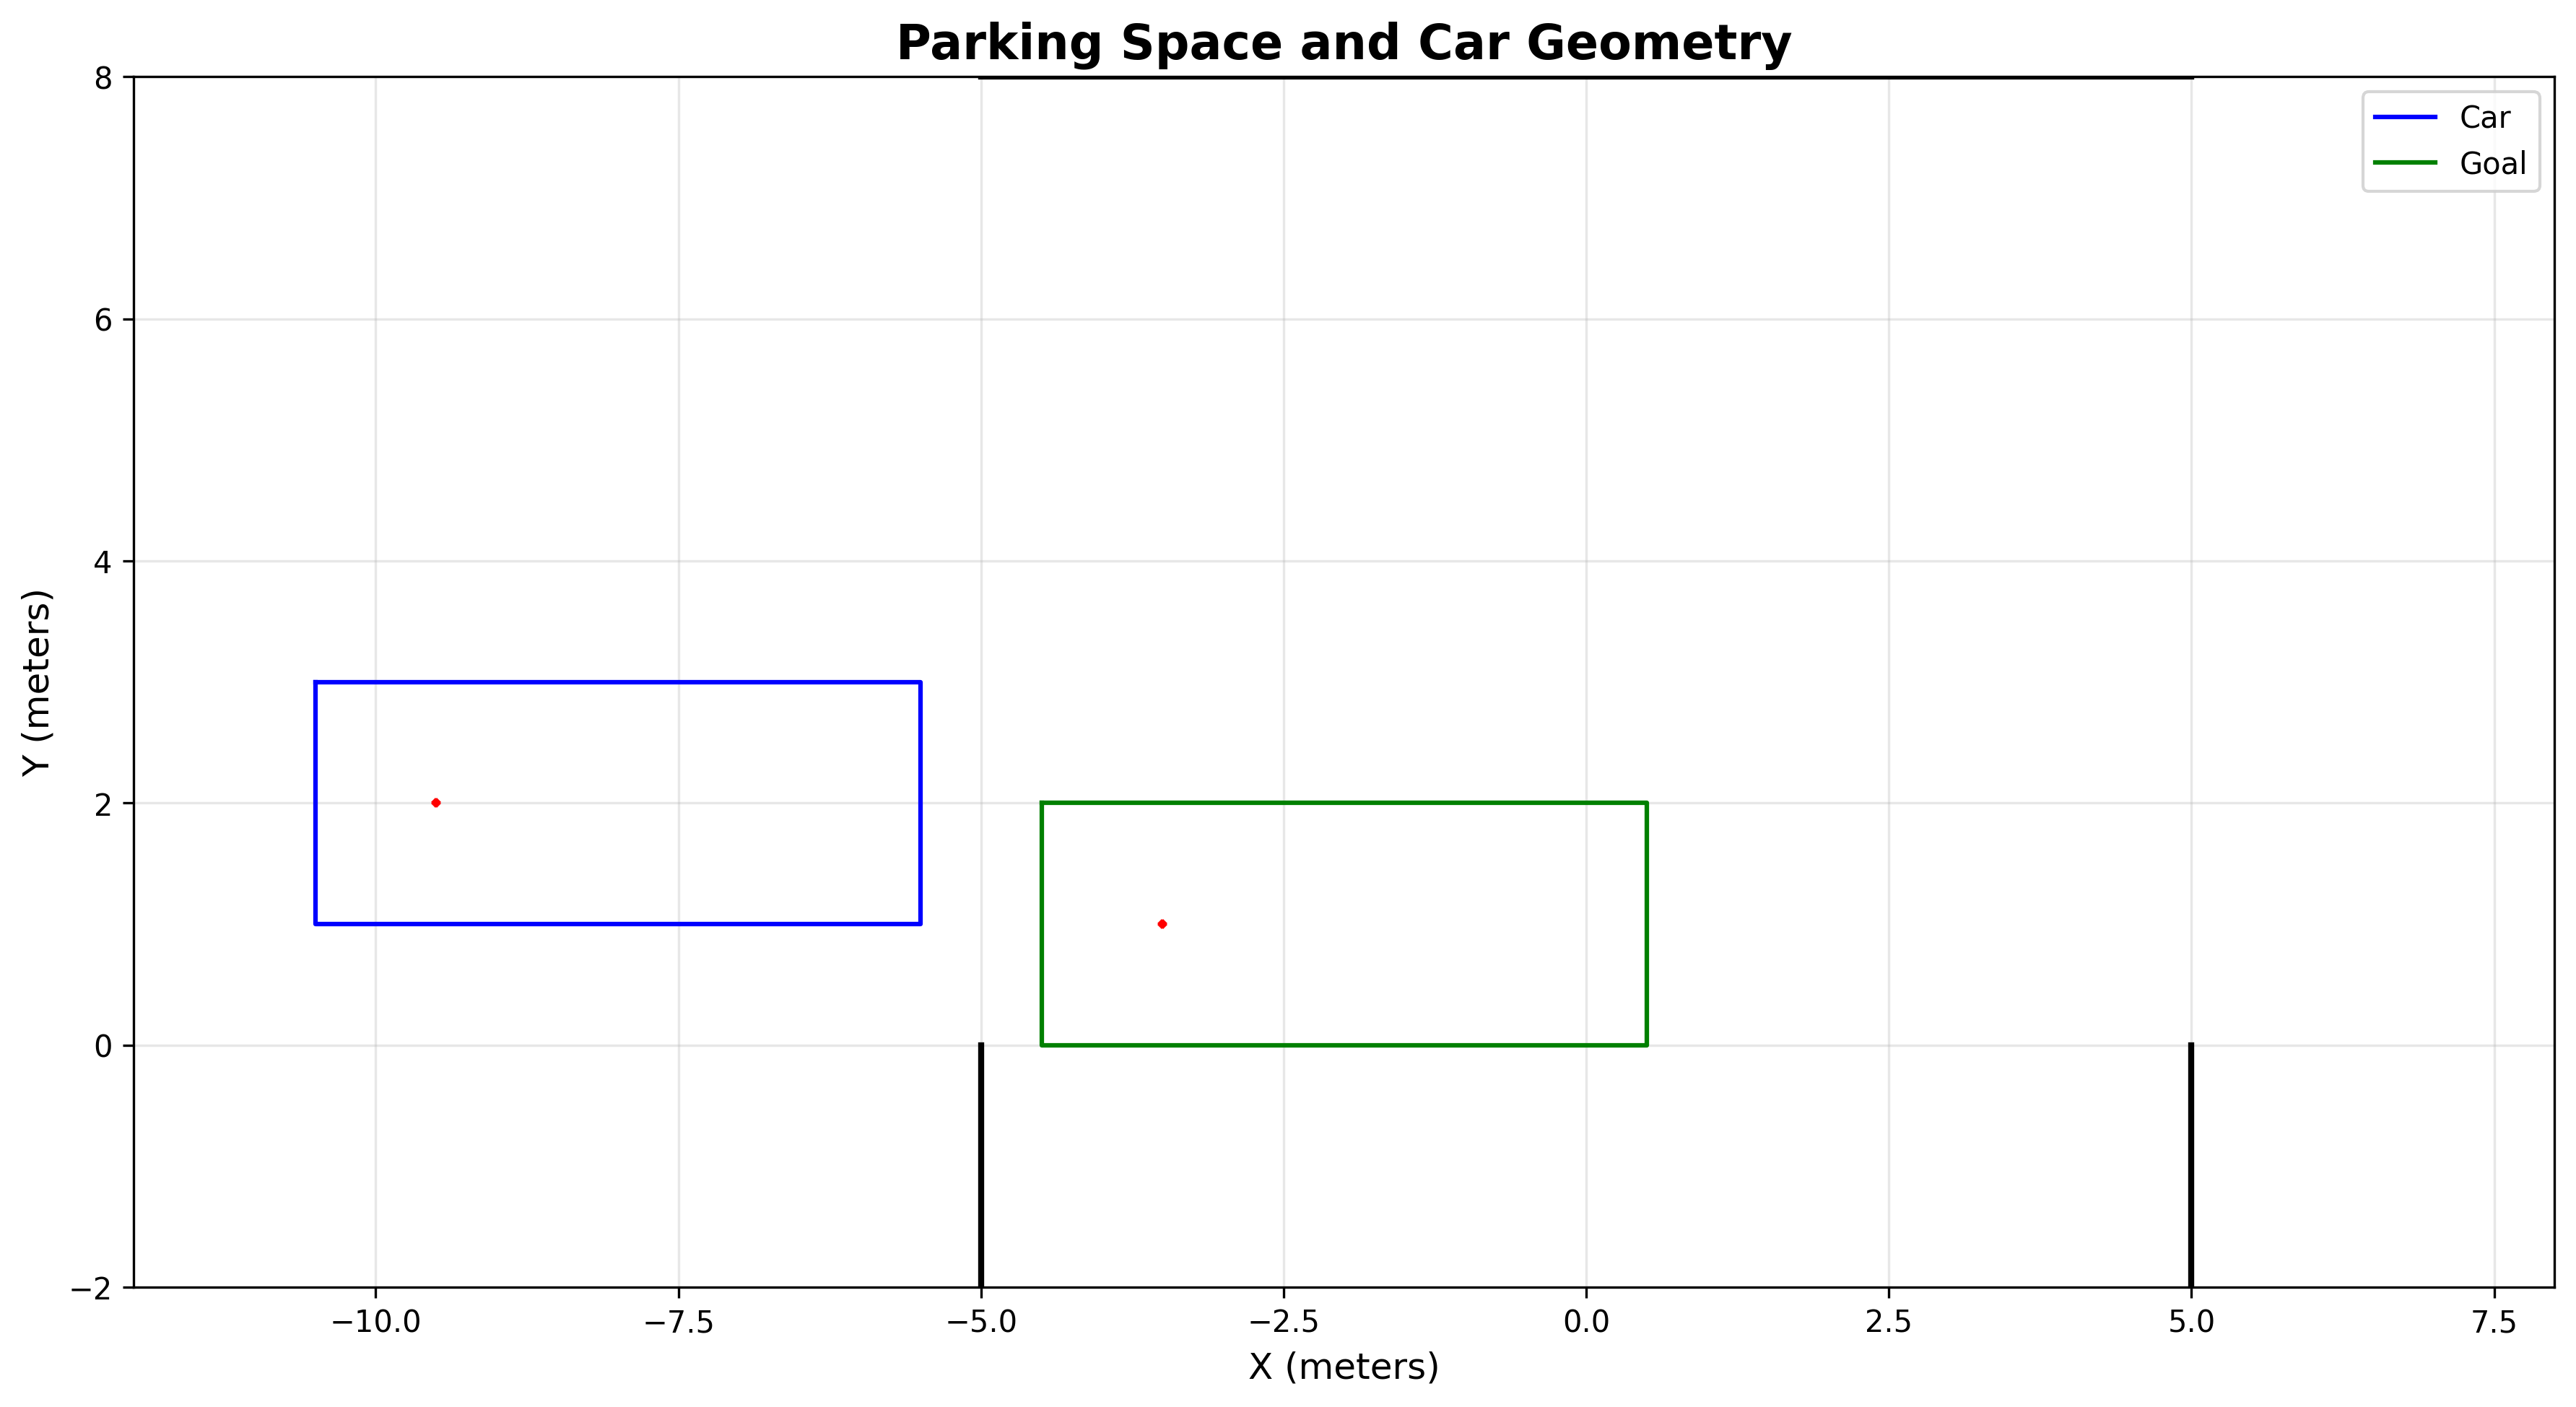 Parking Space and Car Geometry
Car
Goal
8
6
4
2
0
−2
Y (meters)
−10.0 −7.5 −5.0 −2.5 0.0 2.5 5.0 7.5
X (meters)